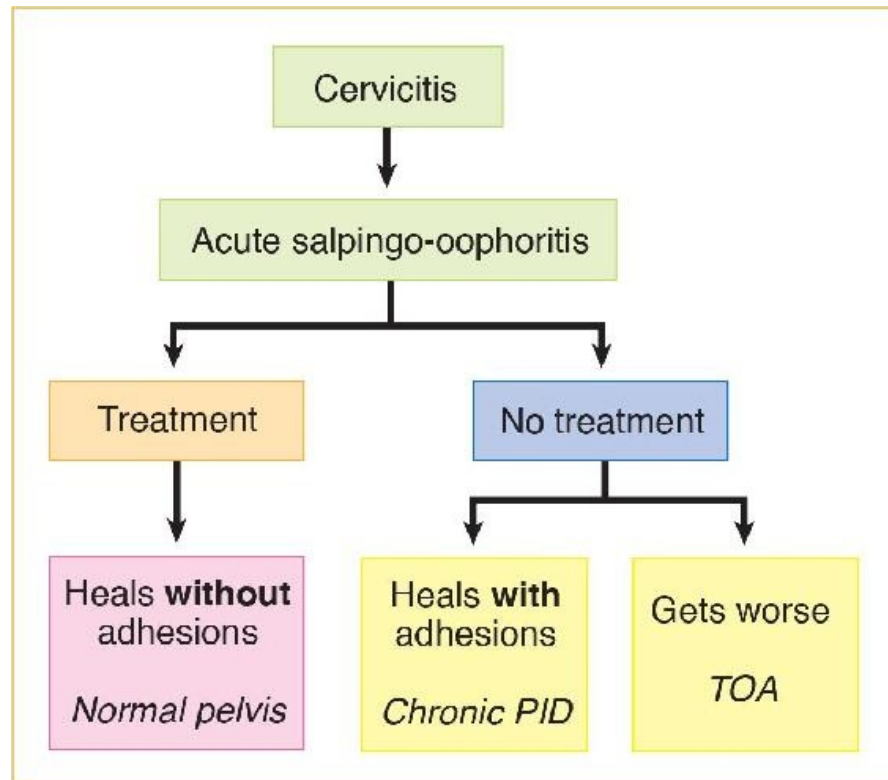 Cervicitis
Acute salpingo-oophoritis
Treatment
No treatment
Heals without
adhesions
Normal pelvis
Heals with
adhesions
Chronic PID
Gets worse
TOA